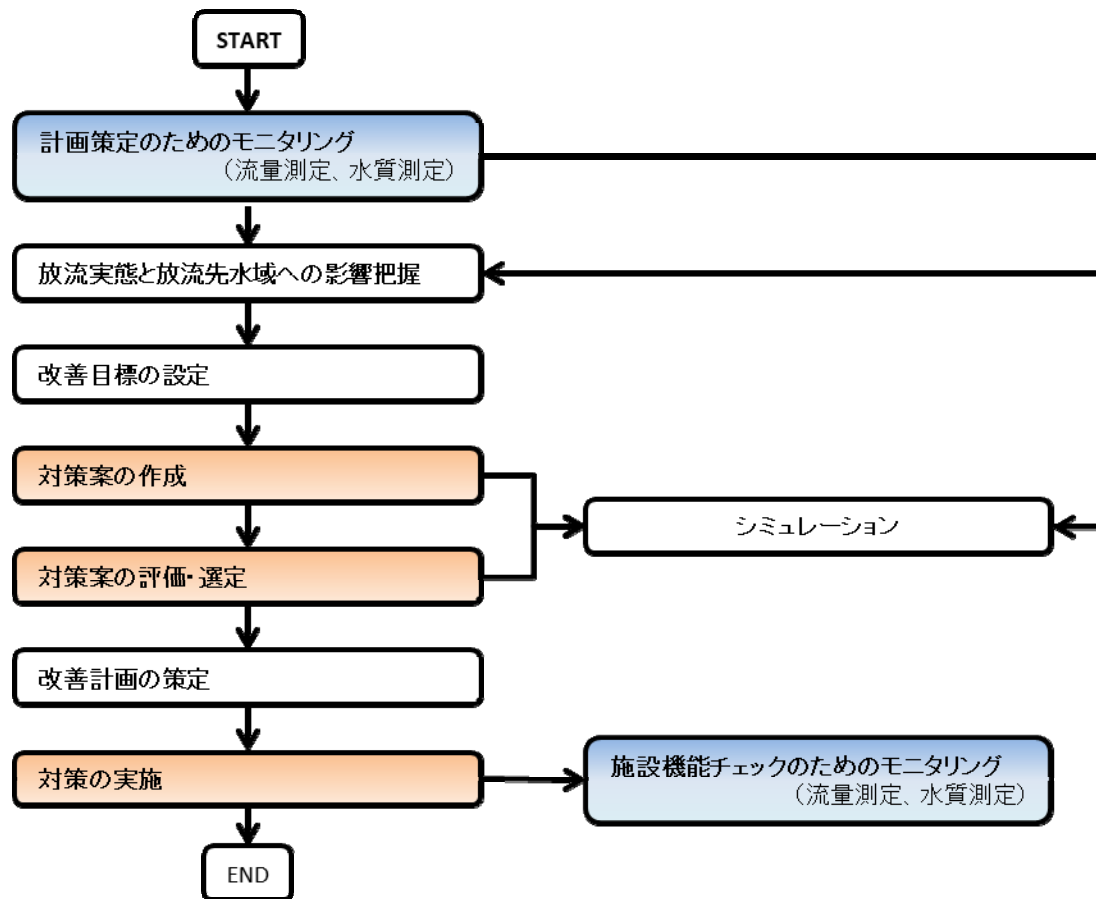 START
計画策定のためのモニタリング
(流量測定、水質測定)
放流実態と放流先水域への影響把握
改善目標の設定
対策案の作成
シミュレーション
対策案の評価・選定
改善計画の策定
対策の実施
施設機能チェックのためのモニタリング
(流量測定、水質測定)
END